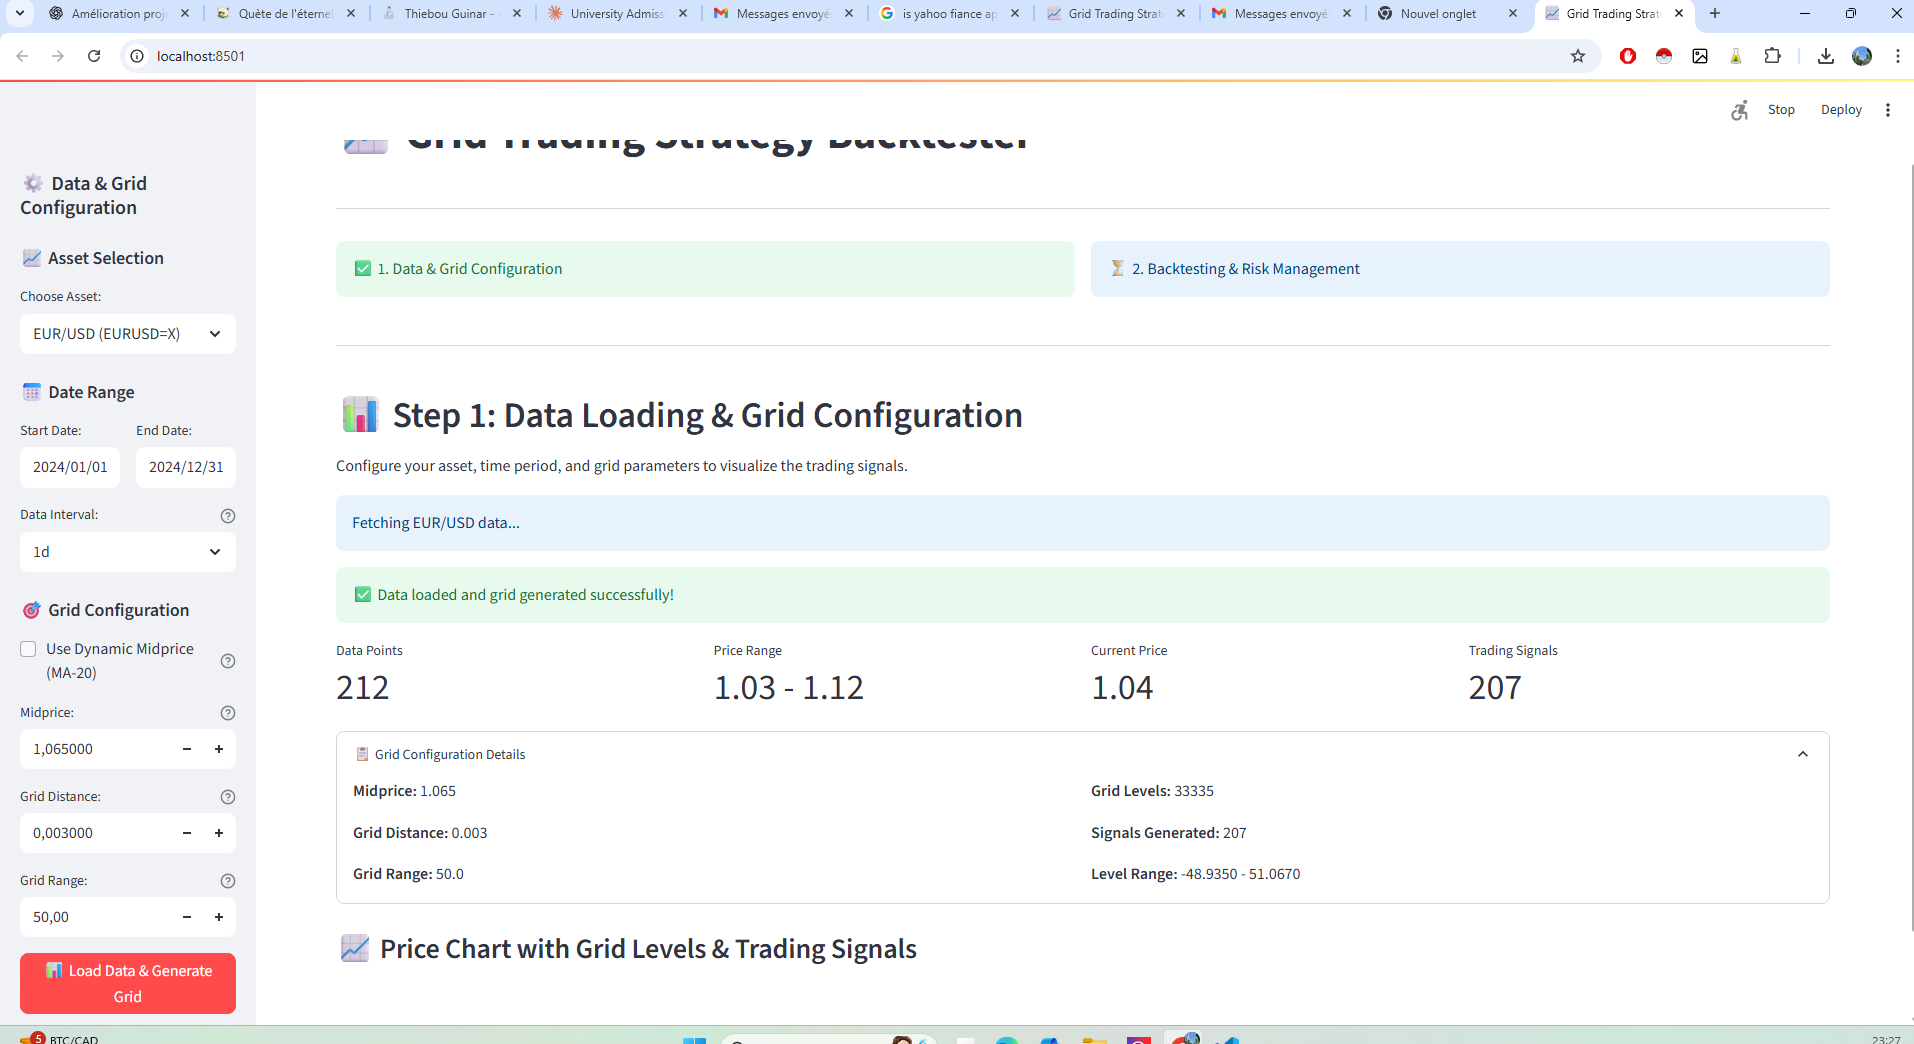 Amélioration proj
Quête de l'éterne
Thiebou Guinar -
University Admiss
Messages envoyé
is yahoo fiance ap
Grid Trading Strat
Messages envoyé
Nouvel onglet
Grid Trading Strat
localhost:8501
Stop
Deploy
Grid Trading Strategy Backtester
⚙️ Data & Grid
Configuration
📈 Asset Selection
Choose Asset:
EUR/USD (EURUSD=X)
📅 Date Range
Start Date:
End Date:
2024/01/01
2024/12/31
Data Interval:
1d
🎯 Grid Configuration
Use Dynamic Midprice
(MA-20)
Midprice:
1,065000
Grid Distance:
0,003000
Grid Range:
50,00
📊 Load Data & Generate
Grid
✅ 1. Data & Grid Configuration
⏳ 2. Backtesting & Risk Management
📊 Step 1: Data Loading & Grid Configuration
Configure your asset, time period, and grid parameters to visualize the trading signals.
Fetching EUR/USD data...
✅ Data loaded and grid generated successfully!
Data Points
212
Price Range
1.03 - 1.12
Current Price
1.04
Trading Signals
207
📋 Grid Configuration Details
Midprice: 1.065
Grid Levels: 33335
Grid Distance: 0.003
Signals Generated: 207
Grid Range: 50.0
Level Range: -48.9350 - 51.0670
📈 Price Chart with Grid Levels & Trading Signals
5
BTC/CAD
23:27